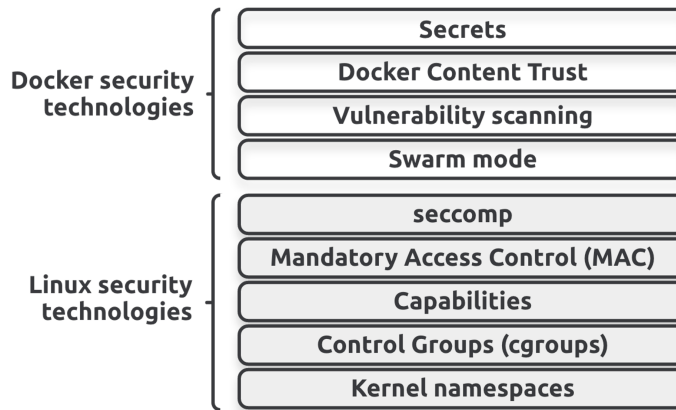 Docker security
technologies
Secrets
Docker Content Trust
Vulnerability scanning
Swarm mode
Linux security
technologies
seccomp
Mandatory Access Control (MAC)
Capabilities
Control Groups (cgroups)
Kernel namespaces